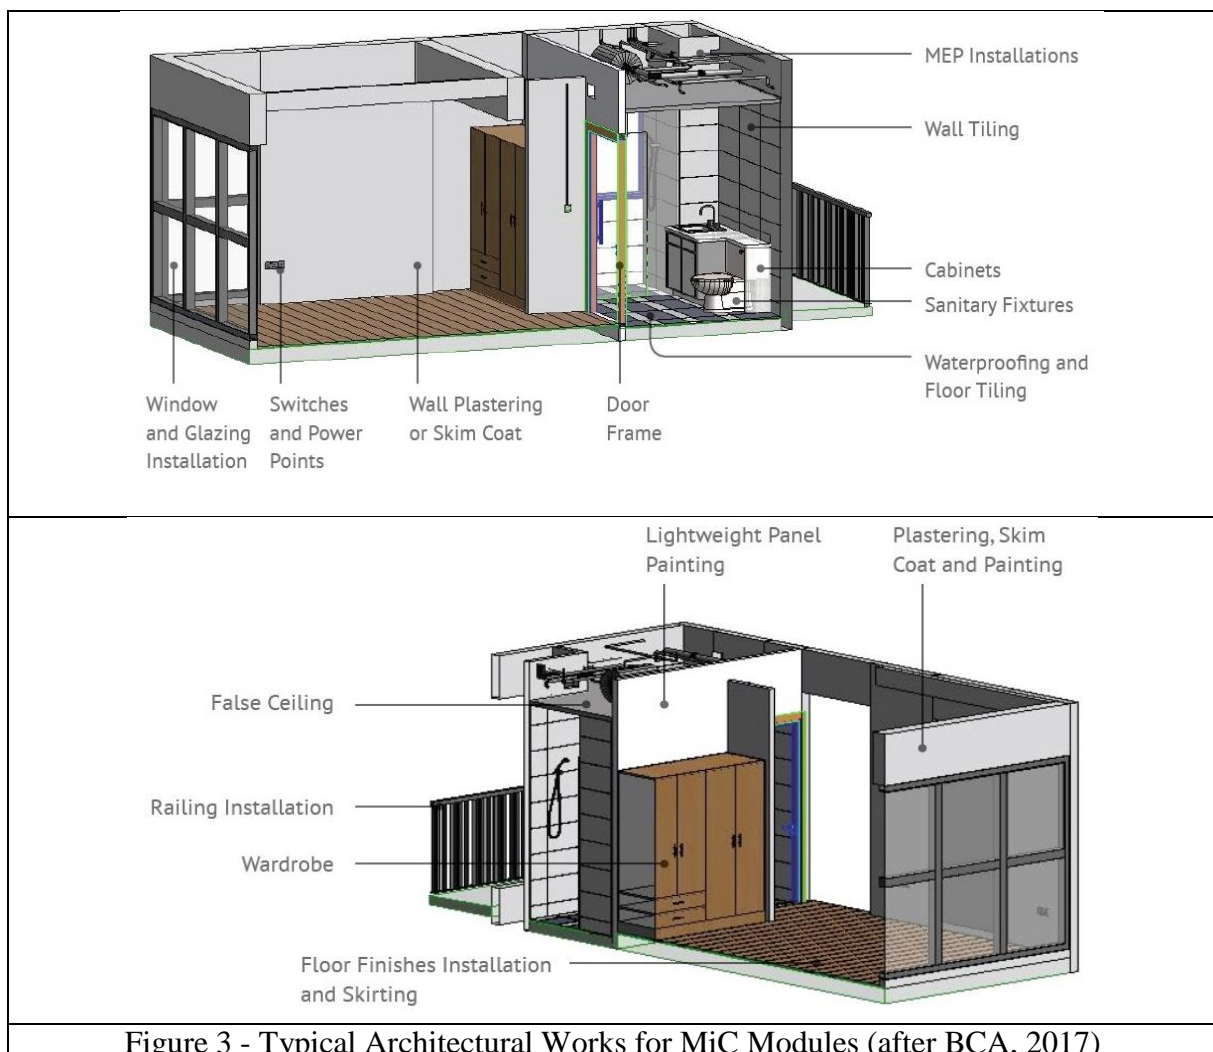 MEP Installations
Wall Tiling
Cabinets
Sanitary Fixtures
Waterproofing and
Floor Tiling
Window
and Glazing
Installation
Switches
and Power
Points
Wall Plastering
or Skim Coat
Door
Frame
Lightweight Panel
Painting
Plastering, Skim
Coat and Painting
False Ceiling
Railing Installation
Wardrobe
Floor Finishes Installation
and Skirting
Figure 3 - Typical Architectural Works for MiC Modules (after BCA, 2017)